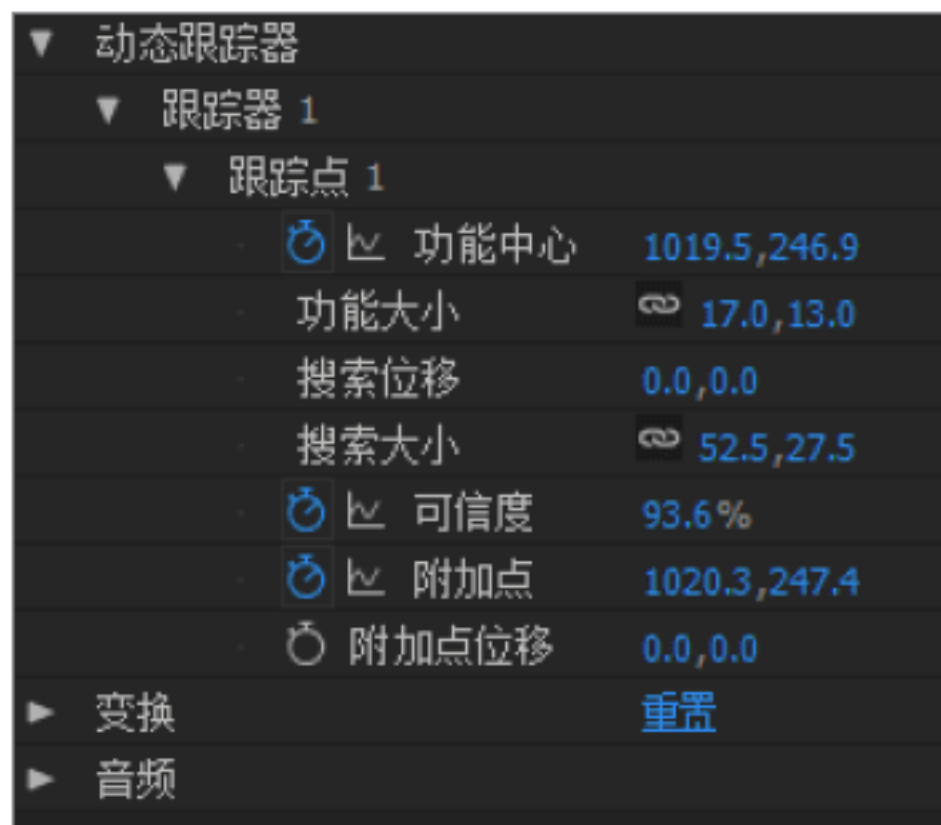 动态跟踪器
跟踪器 1
跟踪点 1
功能中心 1019.5,246.9
功能大小 17.0,13.0
搜索位移 0.0,0.0
搜索大小 52.5,27.5
可信度 93.6%
附加点 1020.3,247.4
附加点位移 0.0,0.0
变换 重置
音频